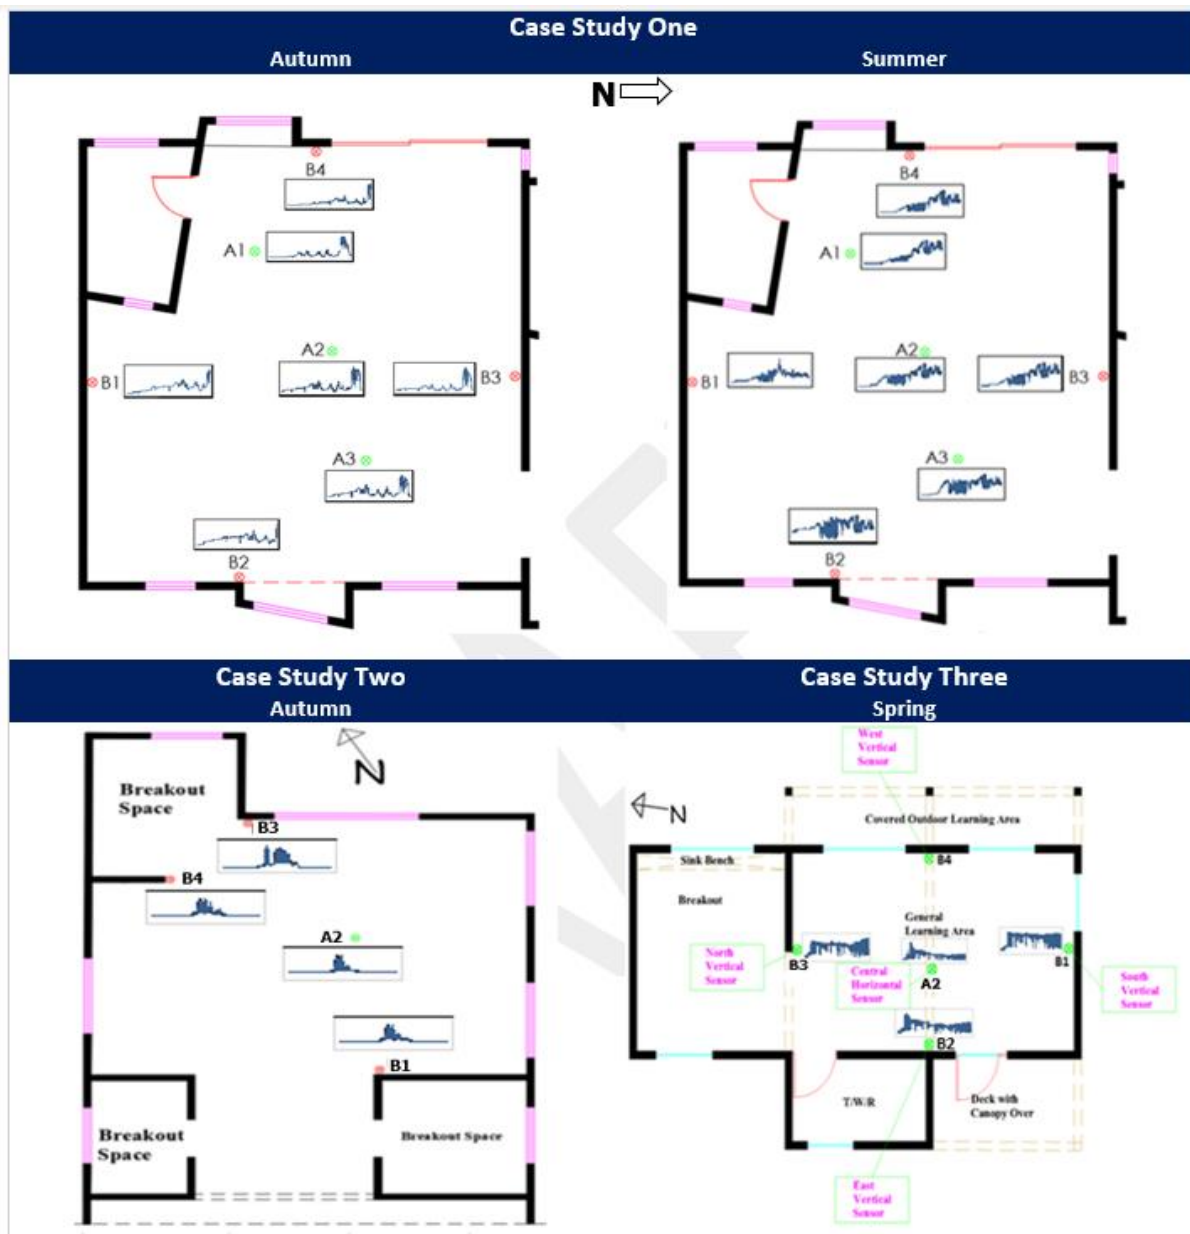 Case Study One
Autumn
Summer
N
B4
A1
A2
B1
B3
A3
B2
B4
A1
A2
B1
B3
A3
B2
Case Study Two
Autumn
Case Study Three
Spring
N
Breakout
Space
B3
B4
A2
B1
Breakout
Space
Breakout Space
West
Vertical
Sensor
N
Covered Outdoor Learning Area
Sink Bench
B4
Breakout
General
Learning Area
North
Vertical
Sensor
B3
Central
Horizontal
Sensor
A2
B1
South
Vertical
Sensor
B2
T/W/R
Deck with
Canopy Over
East
Vertical
Sensor